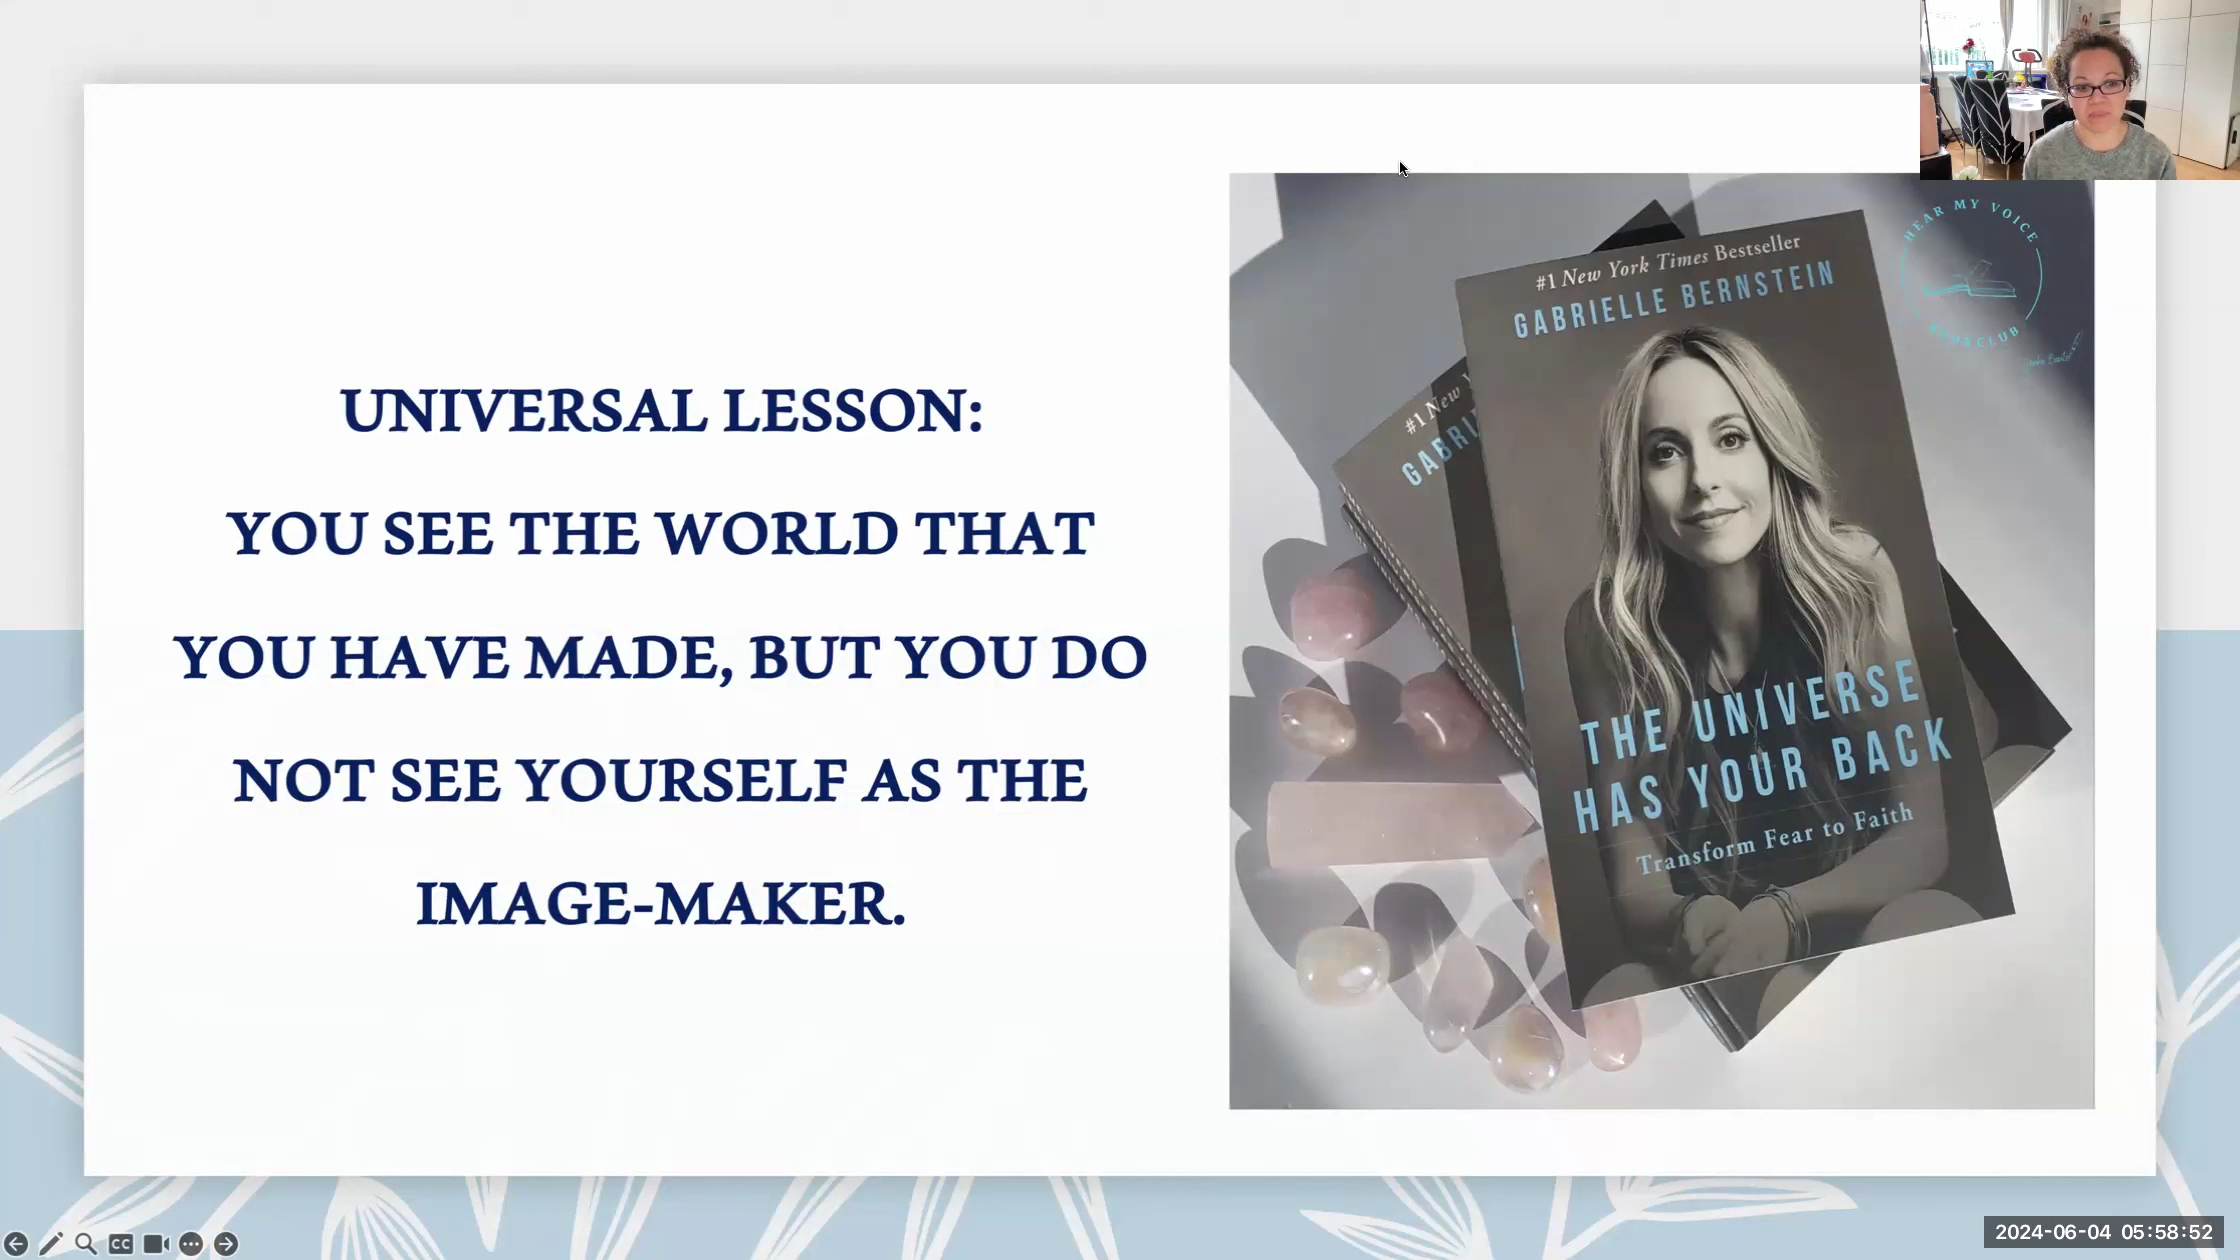 UNIVERSAL LESSON:
YOU SEE THE WORLD THAT
YOU HAVE MADE, BUT YOU DO
NOT SEE YOURSELF AS THE
IMAGE-MAKER.
HEAR MY VOICE
BOOKCLUB
#1 New York Times Bestseller
GABRIELLE BERNSTEIN
#1 New
GABRI
THE UNIVERSE
HAS YOUR BACK
Transform Fear to Faith
CC
2024-06-04 05:58:52